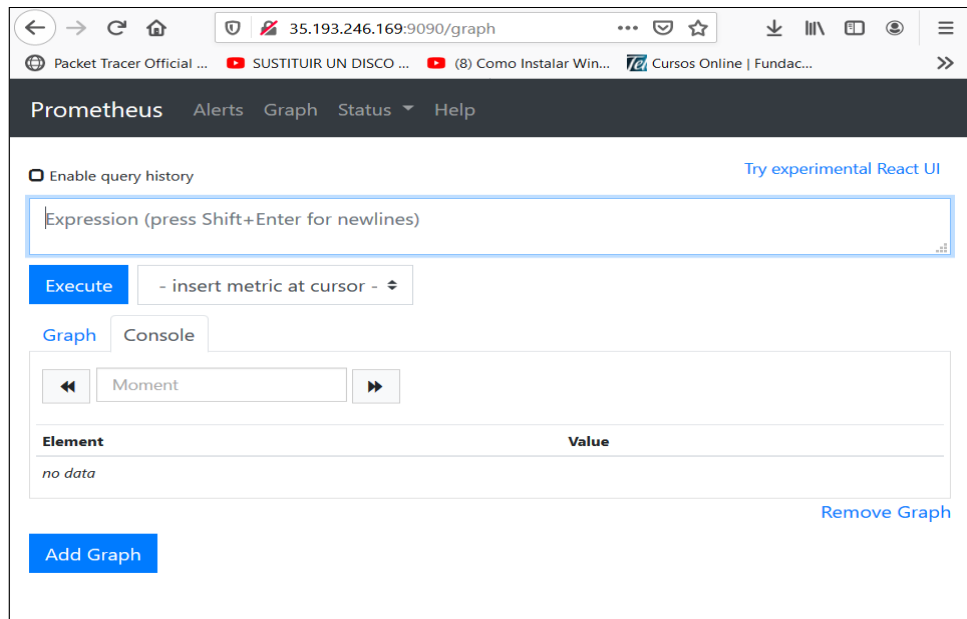 35.193.246.169:9090/graph
Packet Tracer Official ... SUSTITUIR UN DISCO ... (8) Como Instalar Win... Cursos Online | Fundac...
Prometheus Alerts Graph Status Help
Enable query history Try experimental React UI
Expression (press Shift+Enter for newlines)
Execute - insert metric at cursor -
Graph Console
Moment
Element Value
no data
Remove Graph
Add Graph